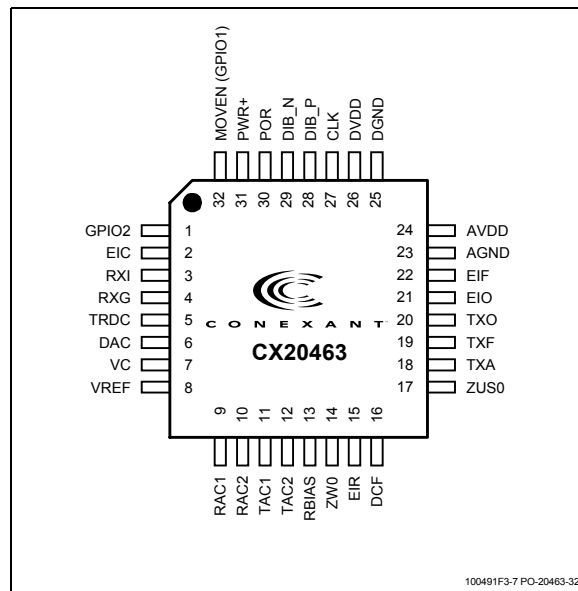 MOVEN (GPIO1)
PWR+
POR
DIB_N
DIB_P
CLK
DVDD
DGND
32 31 30 29 28 27 26 25
GPIO2 1 24 AVDD
EIC 2 23 AGND
RXI 3 22 EIF
RXG 4 21 EIO
TRDC 5 20 TXO
DAC 6 19 TXF
VC 7 18 TXA
VREF 8 17 ZUS0
CONEXANT
CX20463
9 10 11 12 13 14 15 16
RAC1
RAC2
TAC1
TAC2
RBIAS
ZW0
EIR
DCF
100491F3-7 PO-20463-32